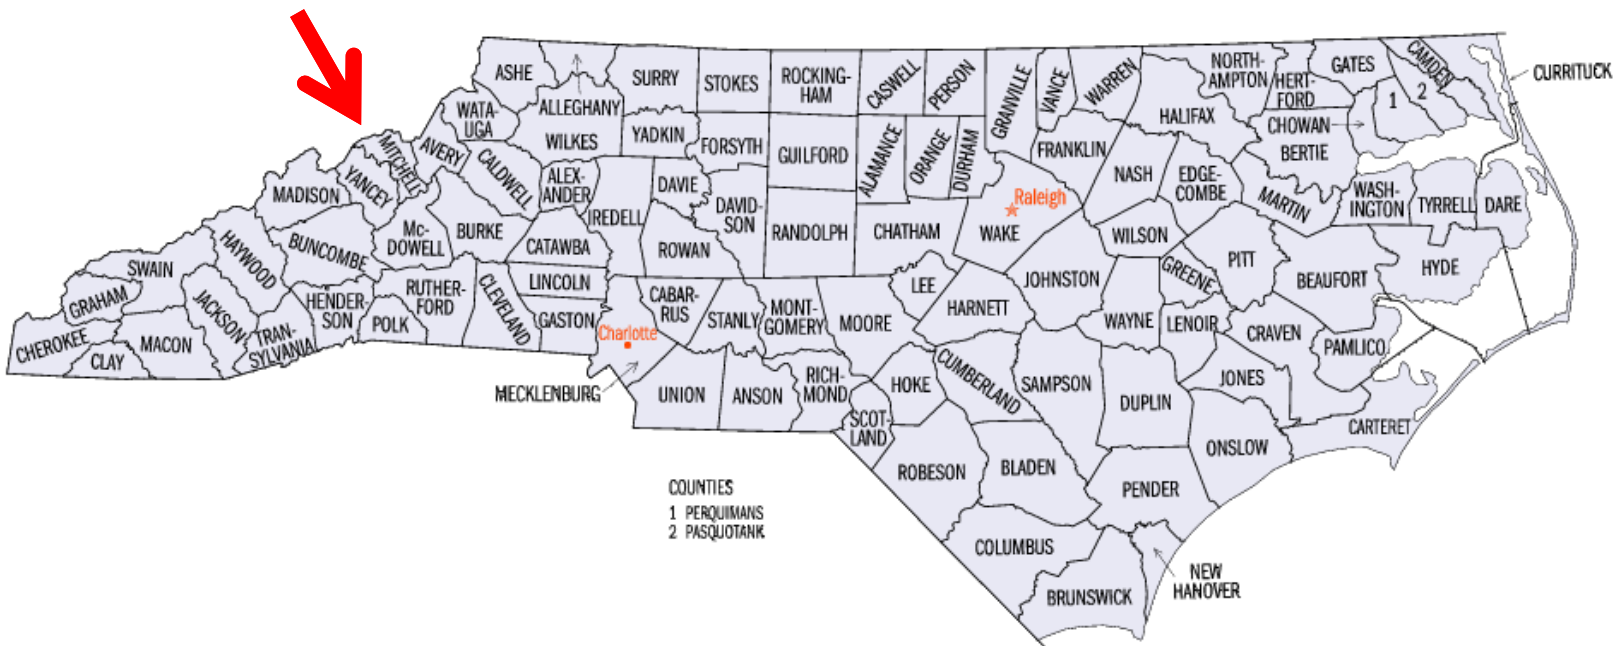 ASHE
ALLEGHANY
SURRY
STOKES
ROCKING-
HAM
CASWELL
PERSON
GRANVILLE
VANCE
WARREN
NORTH-
AMPTON
HERT-
FORD
GATES
CAMDEN
CURRITUCK
1
2
WATA-
UGA
WILKES
YADKIN
FORSYTH
GUILFORD
ALAMANCE
ORANGE
DURHAM
FRANKLIN
HALIFAX
CHOWAN
BERTIE
MITCHELL
AVERY
CALDWELL
ALEX-
ANDER
IREDELL
DAVIE
DAVID-
SON
RANDOLPH
CHATHAM
Raleigh
WAKE
NASH
EDGE-
COMBE
MARTIN
WASH-
INGTON
TYRRELL
DARE
MADISON
YANCEY
Mc-
DOWELL
BURKE
CATAWBA
ROWAN
JOHNSTON
WILSON
GREENE
PITT
BEAUFORT
HYDE
SWAIN
HAYWOOD
BUNCOMBE
RUTHER-
FORD
CLEVELAND
LINCOLN
GASTON
Charlotte
CABAR-
RUS
STANLY
MONT-
GOMERY
MOORE
LEE
HARNETT
WAYNE
LENOIR
CRAVEN
PAMLICO
GRAHAM
CHEROKEE
CLAY
MACON
JACKSON
TRAN-
SYLVANIA
HENDER-
SON
POLK
MECKLENBURG
UNION
ANSON
RICH-
MOND
SCOT-
LAND
HOKE
CUMBERLAND
SAMPSON
DUPLIN
JONES
ONSLOW
CARTERET
ROBESON
BLADEN
PENDER
COLUMBUS
BRUNSWICK
NEW
HANOVER
COUNTIES
1 PERQUIMANS
2 PASQUOTANK